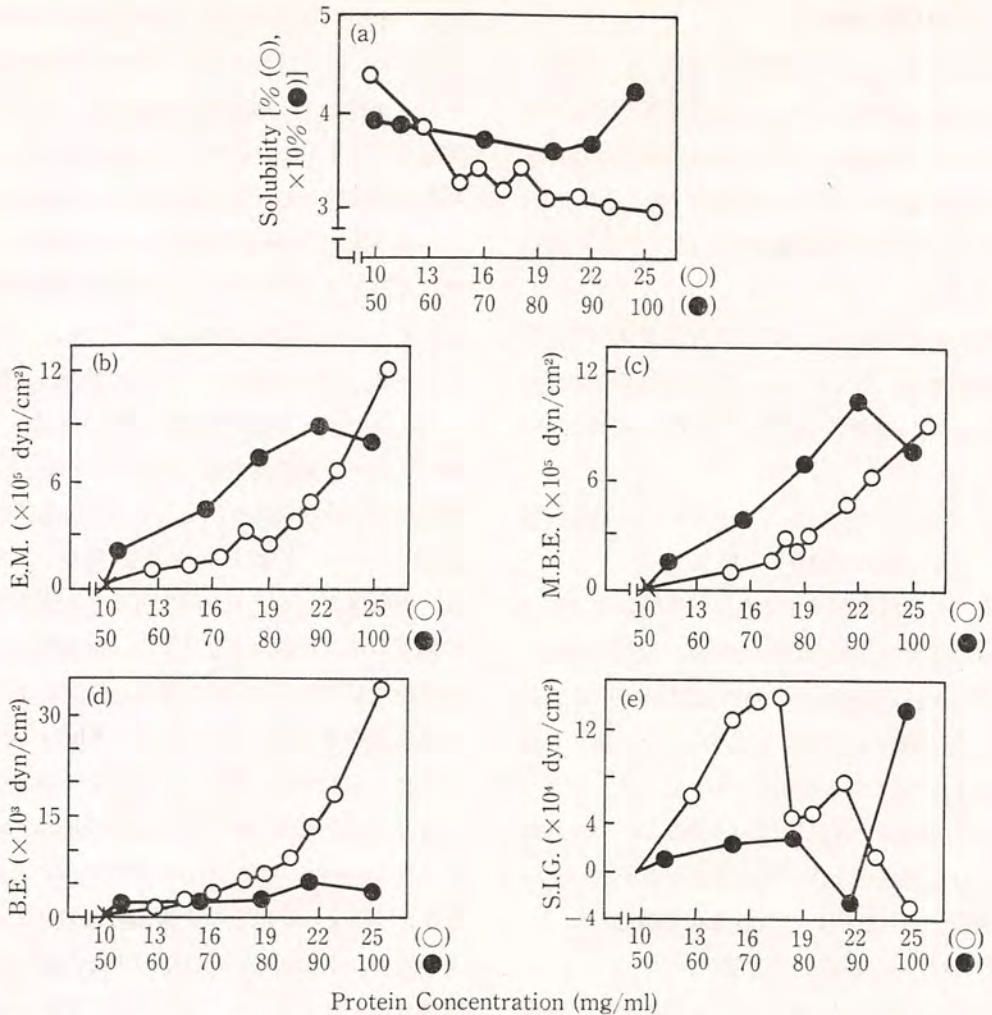 (a)
Solubility [% (○),
×10% (●)]
5
4
3
10 13 16 19 22 25 (○)
50 60 70 80 90 100 (●)
(b)
E.M. (×10⁵ dyn/cm²)
12
6
0
10 13 16 19 22 25 (○)
50 60 70 80 90 100 (●)
(c)
M.B.E. (×10⁵ dyn/cm²)
12
6
0
10 13 16 19 22 25 (○)
50 60 70 80 90 100 (●)
(d)
B.E. (×10³ dyn/cm²)
30
15
0
10 13 16 19 22 25 (○)
50 60 70 80 90 100 (●)
(e)
S.I.G. (×10⁴ dyn/cm²)
12
4
0
−4
10 13 16 19 22 25 (○)
50 60 70 80 90 100 (●)
Protein Concentration (mg/ml)